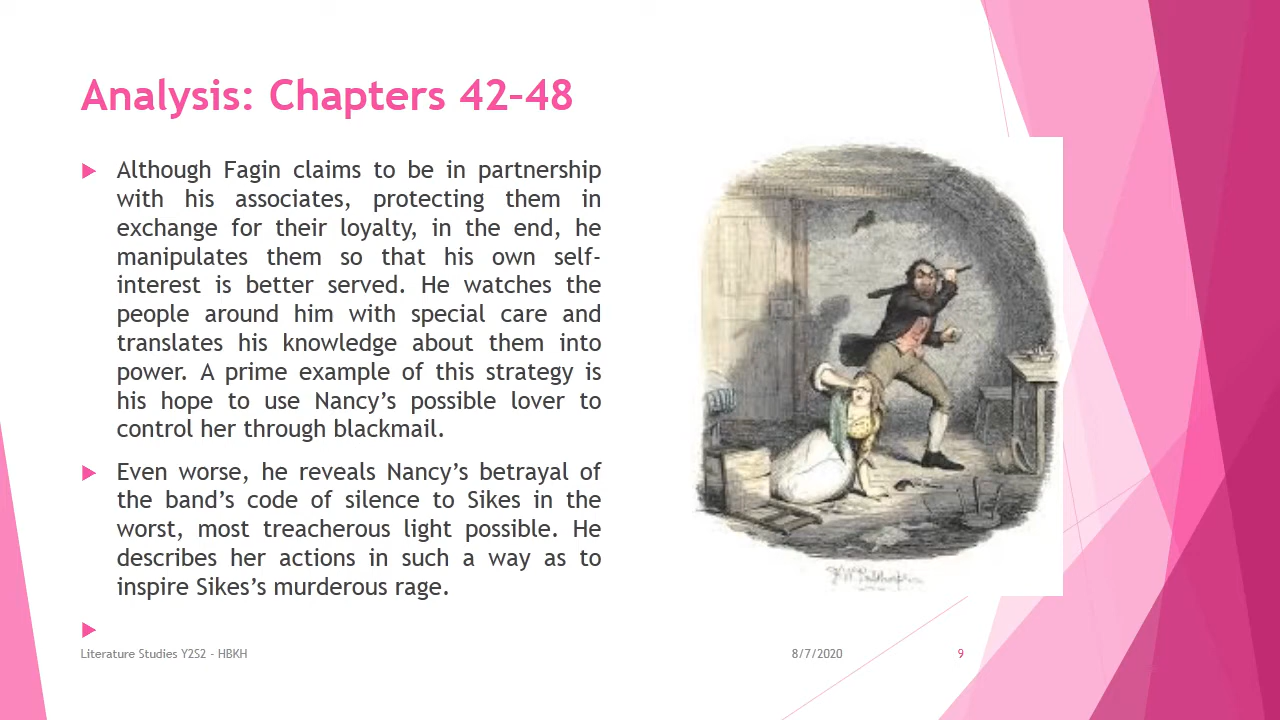 Analysis: Chapters 42–48
Although Fagin claims to be in partnership
with his associates, protecting them in
exchange for their loyalty, in the end, he
manipulates them so that his own self-
interest is better served. He watches the
people around him with special care and
translates his knowledge about them into
power. A prime example of this strategy is
his hope to use Nancy’s possible lover to
control her through blackmail.
Even worse, he reveals Nancy’s betrayal of
the band’s code of silence to Sikes in the
worst, most treacherous light possible. He
describes her actions in such a way as to
inspire Sikes’s murderous rage.
Literature Studies Y2S2 - HBKH
8/7/2020
9